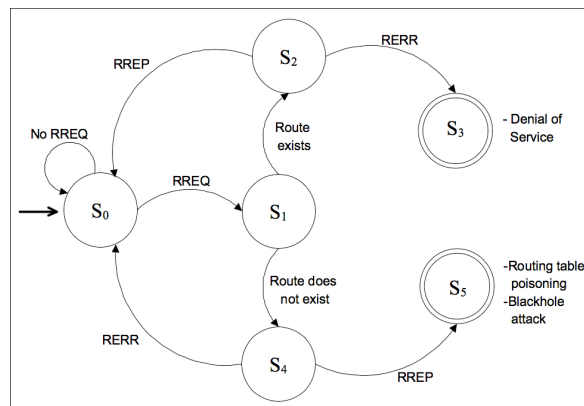 S2
RREP
RERR
S3
- Denial of
Service
No RREQ
Route
exists
S0
RREQ
S1
Route does
not exist
S5
-Routing table
poisoning
-Blackhole
attack
RERR
S4
RREP